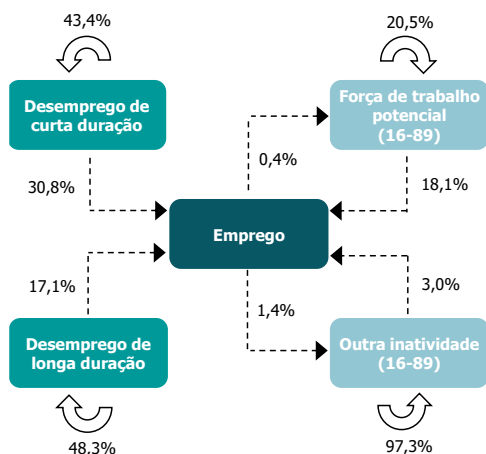 43,4%
20,5%
Desemprego de
curta duração
Força de trabalho
potencial
(16-89)
0,4%
30,8%
18,1%
Emprego
17,1%
3,0%
1,4%
Desemprego de
longa duração
Outra inatividade
(16-89)
48,3%
97,3%